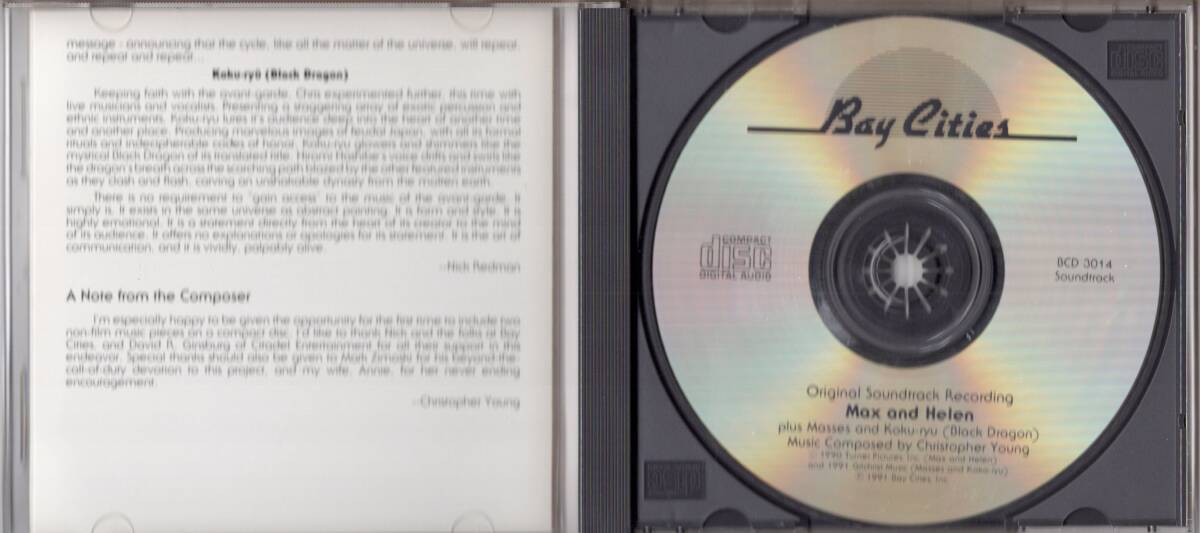 message - announcing that the cycle, like all the matter of the universe, will repeat,
and repeat and repeat...
Koku-ryū (Black Dragon)
Keeping faith with the avant-garde, Chris experimented further, this time with
live musicians and vocalists. Presenting a staggering array of exotic percussion and
ethnic instruments, Koku-ryu lures it's audience deep into the heart of another time
and another place. Producing marvelous images of feudal Japan, with all its formal
rituals and indecipherable codes of honor, Koku-ryu glowers and shimmers like the
mystical Black Dragon of its translated title. Hiromi voice drifts and swirls like
the dragon's breath across the scorching path blazed by the other featured instruments
as they clash and flash, carving an unshakable dynasty from the molten earth.
There is no requirement to "gain access" to the music of the avant-garde. It
simply is. It exists in the same universe as abstract painting. It is form and style. It is
highly emotional. It is a statement directly from the heart of its creator to the mind
of its audience. It offers no explanations or apologies for its statement. It is the art of
communication, and it is vividly, palpably alive.
--Nick Redman
A Note from the Composer
I'm especially happy to be given the opportunity for the first time to include two
non-film music pieces on a compact disc. I'd like to thank Nick and the folks at Bay
Cities, and David R. Ginsburg of Citadel Entertainment for all their support in this
endeavor. Special thanks should also be given to Mark Zimoski for his beyond-the-
call-of-duty devotion to this project, and my wife, Annie, for her never ending
encouragement.
--Christopher Young
Bay Cities
COMPACT
disc
DIGITAL AUDIO
BCD 3014
Soundtrack
Original Soundtrack Recording
Max and Helen
plus Masses and Koku-ryu (Black Dragon)
Music Composed by Christopher Young
℗ 1990 Turner Pictures, Inc. (Max and Helen)
and 1991 Music (Masses and Koku-ryu)
© 1991 Bay Cities, Inc.
COMPACT
disc
DIGITAL AUDIO